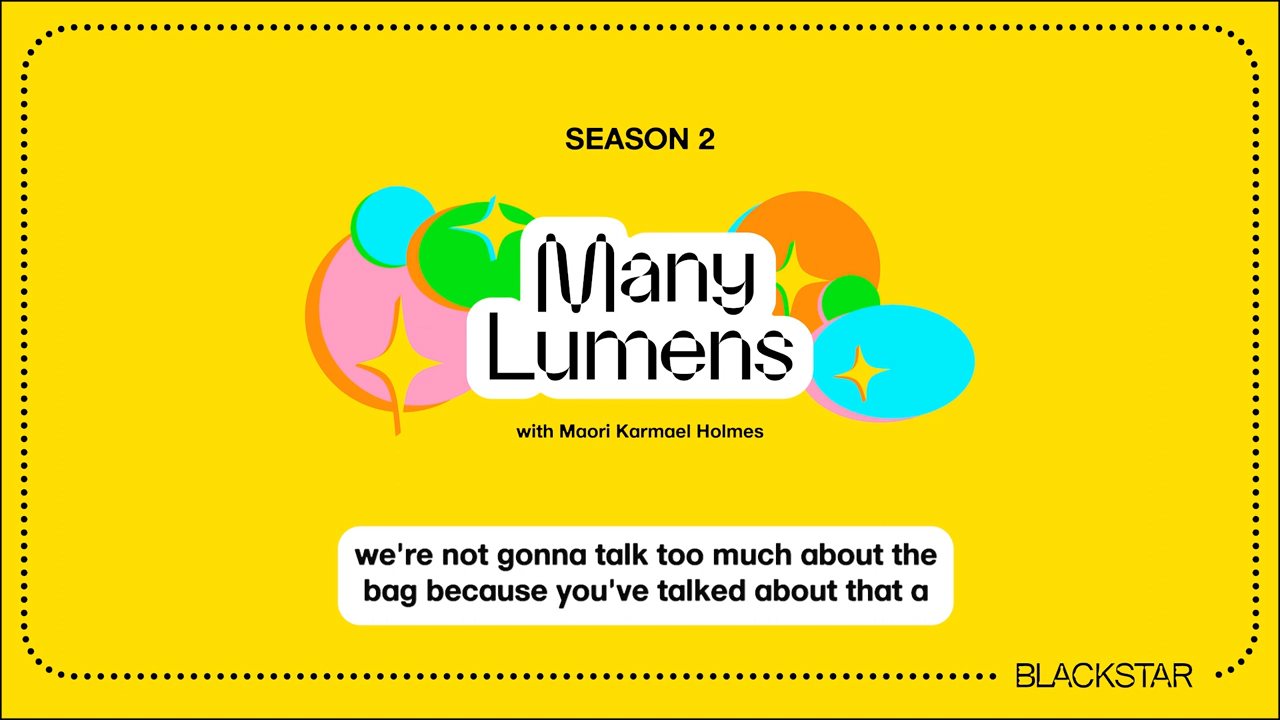 SEASON 2
Many
Lumens
with Maori Karmael Holmes
we're not gonna talk too much about the
bag because you've talked about that a
BLACKSTAR